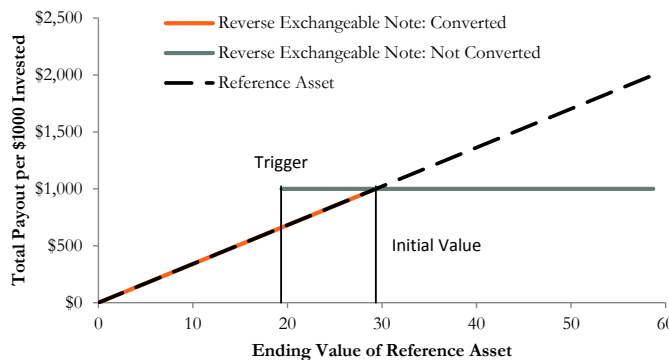 $2,500
Reverse Exchangeable Note: Converted
Reverse Exchangeable Note: Not Converted
Reference Asset
$2,000
$1,500
Trigger
$1,000
Initial Value
$500
$0
0
10
20
30
40
50
60
Total Payout per $1000 Invested
Ending Value of Reference Asset